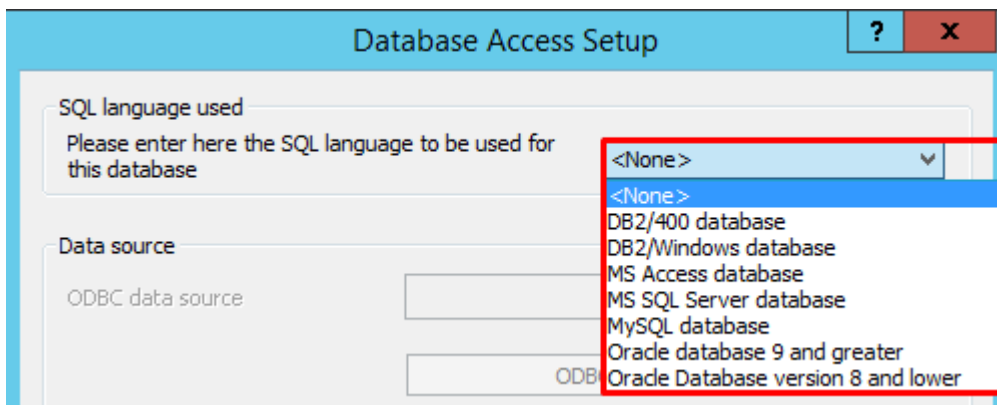 Database Access Setup
?
x
SQL language used
Please enter here the SQL language to be used for
this database
<None>
<None>
DB2/400 database
DB2/Windows database
MS Access database
MS SQL Server database
MySQL database
Oracle database 9 and greater
Oracle Database version 8 and lower
Data source
ODBC data source
ODB